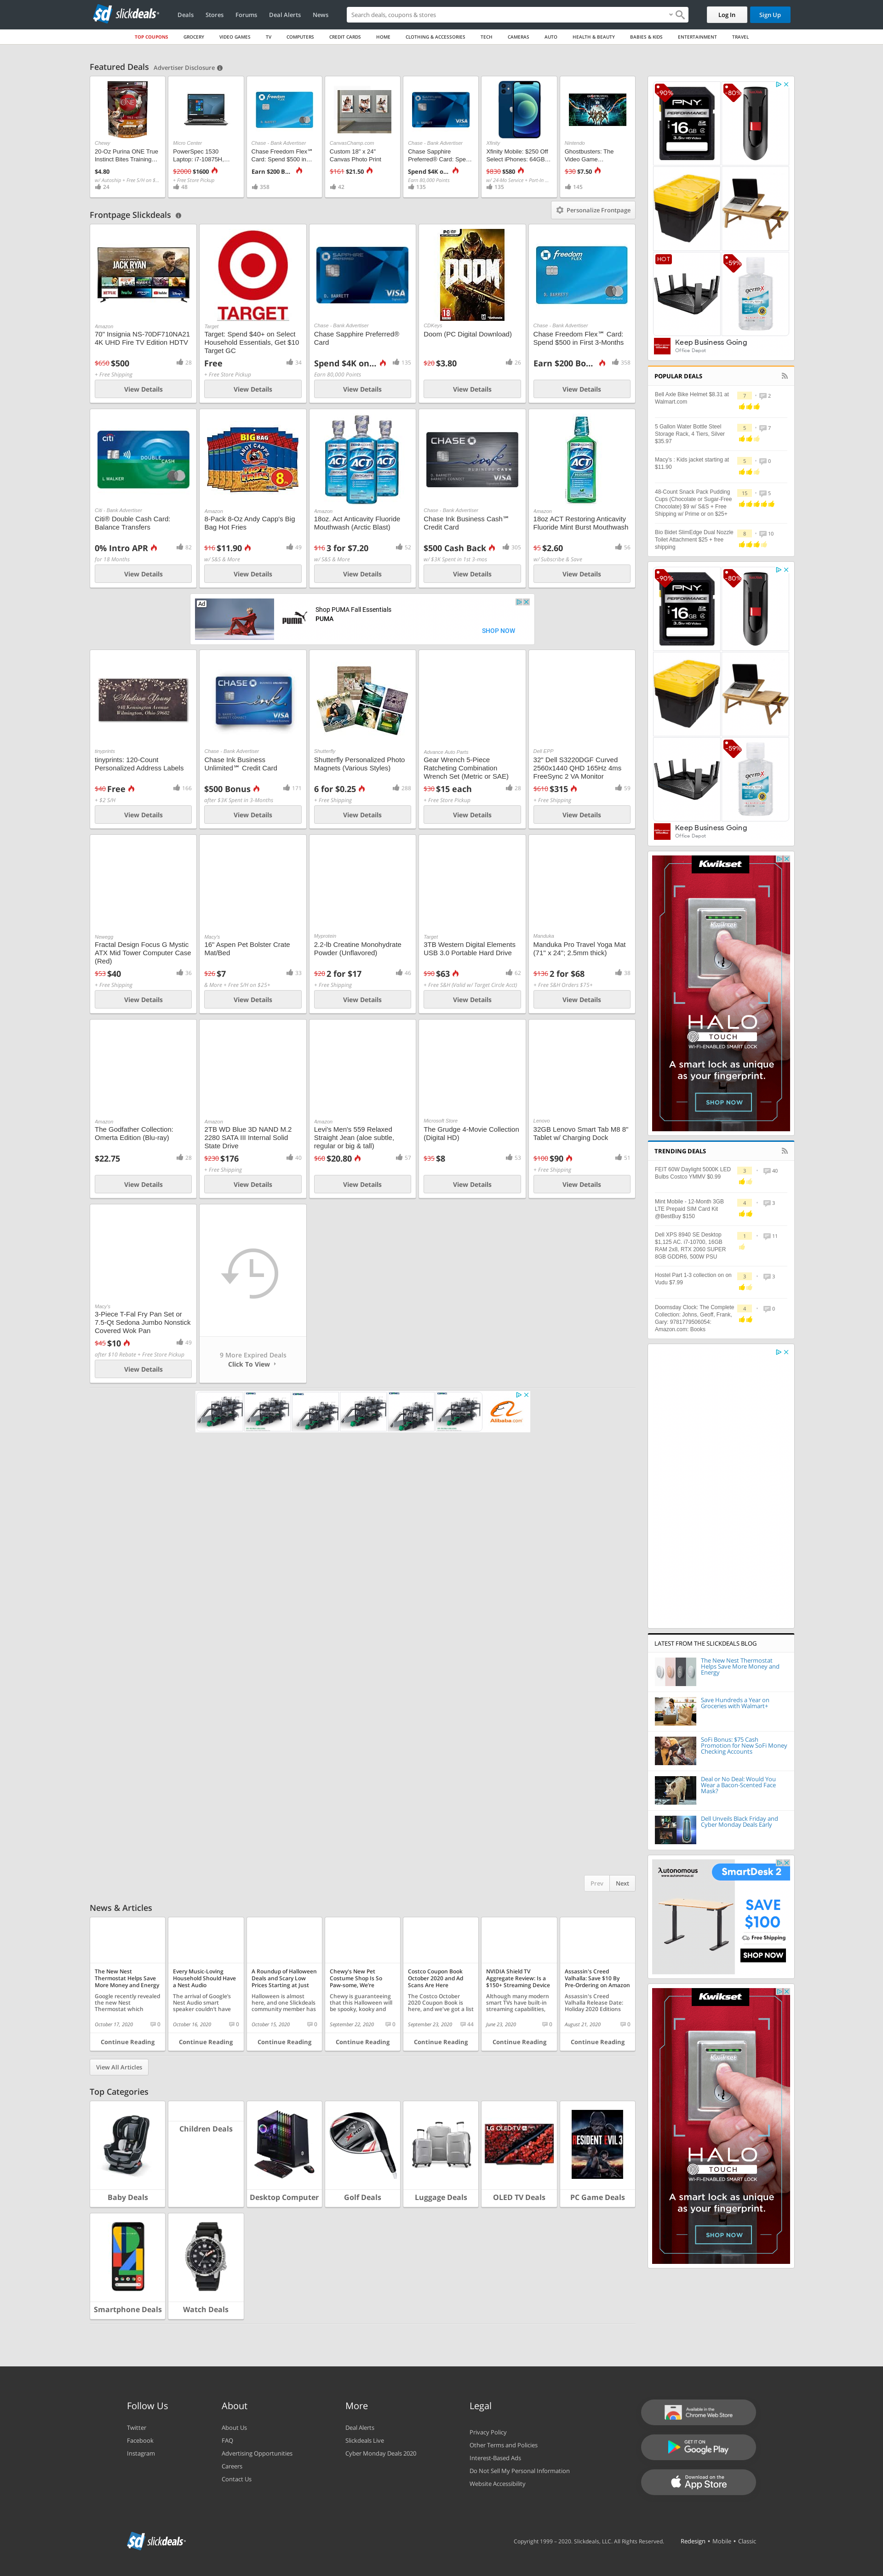 slickdeals
Deals
Stores
Forums
Deal Alerts
News
Search deals, coupons & stores
Log In
Sign Up
TOP COUPONS
GROCERY
VIDEO GAMES
TV
COMPUTERS
CREDIT CARDS
HOME
CLOTHING & ACCESSORIES
TECH
CAMERAS
AUTO
HEALTH & BEAUTY
BABIES & KIDS
ENTERTAINMENT
TRAVEL
Featured Deals
Advertiser Disclosure
Chewy
20-Oz Purina ONE True
Instinct Bites Training...
$4.80
24
Micro Center
PowerSpec 1530
Laptop: i7-10875H,...
$2000 $1600
+ Free Store Pickup
48
Chase - Bank Advertiser
Chase Freedom Flex℠
Card: Spend $500 in...
Earn $200 B...
358
CanvasChamp.com
Custom 18" x 24"
Canvas Photo Print
$161 $21.50
42
Chase - Bank Advertiser
Chase Sapphire
Preferred® Card: Spe...
Spend $4K o...
Earn 80,000 Points
135
Xfinity
Xfinity Mobile: $250 Off
Select iPhones: 64GB...
$830 $580
135
Nintendo
Ghostbusters: The
Video Game...
$30 $7.50
145
Frontpage Slickdeals
Personalize Frontpage
Amazon
70" Insignia NS-70DF710NA21
4K UHD Fire TV Edition HDTV
$650 $500
28
+ Free Shipping
View Details
TARGET
Target
Target: Spend $40+ on Select
Household Essentials, Get $10
Target GC
Free
34
+ Free Store Pickup
View Details
Chase - Bank Advertiser
Chase Sapphire Preferred®
Card
Spend $4K on...
135
Earn 80,000 Points
View Details
DOOM
CDKeys
Doom (PC Digital Download)
$20 $3.80
26
View Details
Chase - Bank Advertiser
Chase Freedom Flex℠ Card:
Spend $500 in First 3-Months
Earn $200 Bo...
358
View Details
Citi - Bank Advertiser
Citi® Double Cash Card:
Balance Transfers
0% Intro APR
82
for 18 Months
View Details
Amazon
8-Pack 8-Oz Andy Capp's Big
Bag Hot Fries
$16 $11.90
49
w/ S&S & More
View Details
Amazon
18oz. Act Anticavity Fluoride
Mouthwash (Arctic Blast)
$16 3 for $7.20
52
w/ S&S & More
View Details
Chase - Bank Advertiser
Chase Ink Business Cash℠
Credit Card
$500 Cash Back
305
w/ $3K Spent in 1st 3-mos
View Details
Amazon
18oz ACT Restoring Anticavity
Fluoride Mint Burst Mouthwash
$5 $2.60
56
w/ Subscribe & Save
View Details
Ad
PUMA
Shop PUMA Fall Essentials
PUMA
SHOP NOW
tinyprints
tinyprints: 120-Count
Personalized Address Labels
$40 Free
166
+ $2 S/H
View Details
Chase - Bank Advertiser
Chase Ink Business
Unlimited℠ Credit Card
$500 Bonus
171
after $3K Spent in 3-Months
View Details
Shutterfly
Shutterfly Personalized Photo
Magnets (Various Styles)
6 for $0.25
288
+ Free Shipping
View Details
Advance Auto Parts
Gear Wrench 5-Piece
Ratcheting Combination
Wrench Set (Metric or SAE)
$30 $15 each
28
+ Free Store Pickup
View Details
Dell EPP
32" Dell S3220DGF Curved
2560x1440 QHD 165Hz 4ms
FreeSync 2 VA Monitor
$610 $315
59
+ Free Shipping
View Details
Newegg
Fractal Design Focus G Mystic
ATX Mid Tower Computer Case
(Red)
$53 $40
36
+ Free Shipping
View Details
Macy's
16" Aspen Pet Bolster Crate
Mat/Bed
$26 $7
33
& More + Free S/H on $25+
View Details
Myprotein
2.2-lb Creatine Monohydrate
Powder (Unflavored)
$20 2 for $17
46
+ Free Shipping
View Details
Target
3TB Western Digital Elements
USB 3.0 Portable Hard Drive
$90 $63
62
+ Free S&H (Valid w/ Target Circle Acct)
View Details
Manduka
Manduka Pro Travel Yoga Mat
(71" x 24"; 2.5mm thick)
$136 2 for $68
38
+ Free S&H Orders $75+
View Details
Amazon
The Godfather Collection:
Omerta Edition (Blu-ray)
$22.75
28
View Details
Amazon
2TB WD Blue 3D NAND M.2
2280 SATA III Internal Solid
State Drive
$230 $176
40
+ Free Shipping
View Details
Amazon
Levi's Men's 559 Relaxed
Straight Jean (aloe subtle,
regular or big & tall)
$60 $20.80
57
View Details
Microsoft Store
The Grudge 4-Movie Collection
(Digital HD)
$35 $8
53
View Details
Lenovo
32GB Lenovo Smart Tab M8 8"
Tablet w/ Charging Dock
$100 $90
51
+ Free Shipping
View Details
Macy's
3-Piece T-Fal Fry Pan Set or
7.5-Qt Sedona Jumbo Nonstick
Covered Wok Pan
$45 $10
49
after $10 Rebate + Free Store Pickup
View Details
9 More Expired Deals
Click To View
Alibaba.com
-90%
-80%
HOT
-59%
Keep Business Going
Office Depot
POPULAR DEALS
Bell Axle Bike Helmet $8.31 at
Walmart.com
7
2
5 Gallon Water Bottle Steel
Storage Rack, 4 Tiers, Silver
$35.97
5
7
Macy's : Kids jacket starting at
$11.90
5
0
48-Count Snack Pack Pudding
Cups (Chocolate or Sugar-Free
Chocolate) $9 w/ S&S + Free
Shipping w/ Prime or on $25+
15
5
Bio Bidet SlimEdge Dual Nozzle
Toilet Attachment $25 + free
shipping
8
10
-90%
-80%
-59%
Keep Business Going
Office Depot
Kwikset
HALO
TOUCH
WI-FI-ENABLED SMART LOCK
A smart lock as unique
as your fingerprint.
SHOP NOW
TRENDING DEALS
FEIT 60W Daylight 5000K LED
Bulbs Costco YMMV $0.99
3
40
Mint Mobile - 12-Month 3GB
LTE Prepaid SIM Card Kit
@BestBuy $150
4
3
Dell XPS 8940 SE Desktop
$1,125 AC. i7-10700, 16GB
RAM 2x8, RTX 2060 SUPER
8GB GDDR6, 500W PSU
1
11
Hostel Part 1-3 collection on on
Vudu $7.99
3
3
Doomsday Clock: The Complete
Collection: Johns, Geoff, Frank,
Gary: 9781779506054:
Amazon.com: Books
4
0
LATEST FROM THE SLICKDEALS BLOG
The New Nest Thermostat
Helps Save More Money and
Energy
Save Hundreds a Year on
Groceries with Walmart+
SoFi Bonus: $75 Cash
Promotion for New SoFi Money
Checking Accounts
Deal or No Deal: Would You
Wear a Bacon-Scented Face
Mask?
Dell Unveils Black Friday and
Cyber Monday Deals Early
Autonomous
SmartDesk 2
SAVE
$100
Free Shipping
SHOP NOW
Prev
Next
News & Articles
The New Nest
Thermostat Helps Save
More Money and Energy
Google recently revealed
the new Nest
Thermostat which
October 17, 2020
0
Continue Reading
Every Music-Loving
Household Should Have
a Nest Audio
The arrival of Google's
Nest Audio smart
speaker couldn't have
October 16, 2020
0
Continue Reading
A Roundup of Halloween
Deals and Scary Low
Prices Starting at Just
Halloween is almost
here, and one Slickdeals
community member has
October 15, 2020
0
Continue Reading
Chewy's New Pet
Costume Shop Is So
Paw-some, We're
Chewy is guaranteeing
that this Halloween will
be spooky, kooky and
September 22, 2020
0
Continue Reading
Costco Coupon Book
October 2020 and Ad
Scans Are Here
The Costco October
2020 Coupon Book is
here, and we've got a list
September 23, 2020
44
Continue Reading
NVIDIA Shield TV
Aggregate Review: Is a
$150+ Streaming Device
Although many modern
smart TVs have built-in
streaming capabilities,
June 23, 2020
0
Continue Reading
Assassin's Creed
Valhalla: Save $10 By
Pre-Ordering on Amazon
Assassin's Creed
Valhalla Release Date:
Holiday 2020 Editions
August 21, 2020
0
Continue Reading
View All Articles
Top Categories
Baby Deals
Children Deals
Desktop Computer
Golf Deals
Luggage Deals
OLED TV Deals
PC Game Deals
Smartphone Deals
Watch Deals
Kwikset
HALO
TOUCH
WI-FI-ENABLED SMART LOCK
A smart lock as unique
as your fingerprint.
SHOP NOW
Follow Us
Twitter
Facebook
Instagram
About
About Us
FAQ
Advertising Opportunities
Careers
Contact Us
More
Deal Alerts
Slickdeals Live
Cyber Monday Deals 2020
Legal
Privacy Policy
Other Terms and Policies
Interest-Based Ads
Do Not Sell My Personal Information
Website Accessibility
Available in the
Chrome Web Store
GET IT ON
Google Play
Download on the
App Store
slickdeals
Copyright 1999 - 2020. Slickdeals, LLC. All Rights Reserved.
Redesign • Mobile • Classic